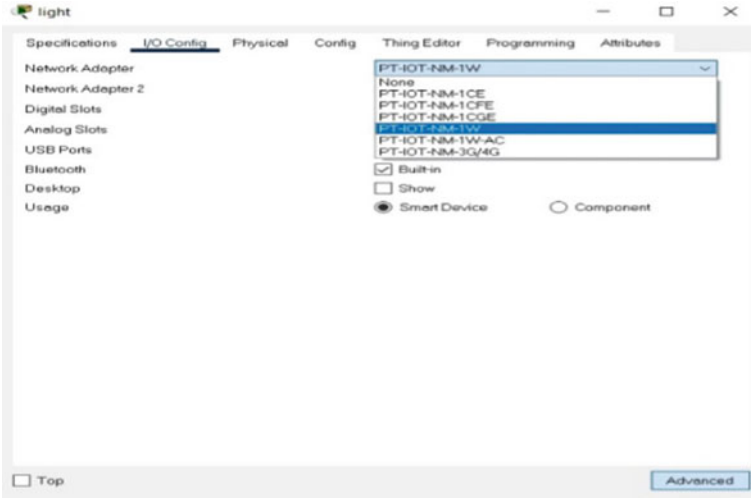 light
Specifications I/O Config Physical Config Thing Editor Programming Attributes
Network Adapter PT-IOT-NM-1W
Network Adapter 2 None
PT-IOT-NM-1CE
Digital Slots PT-IOT-NM-1CFE
PT-IOT-NM-1CGE
Analog Slots PT-IOT-NM-1W
PT-IOT-NM-1W-AC
USB Ports PT-IOT-NM-3G/4G
Bluetooth Built-in
Desktop Show
Usage Smart Device Component
Top Advanced